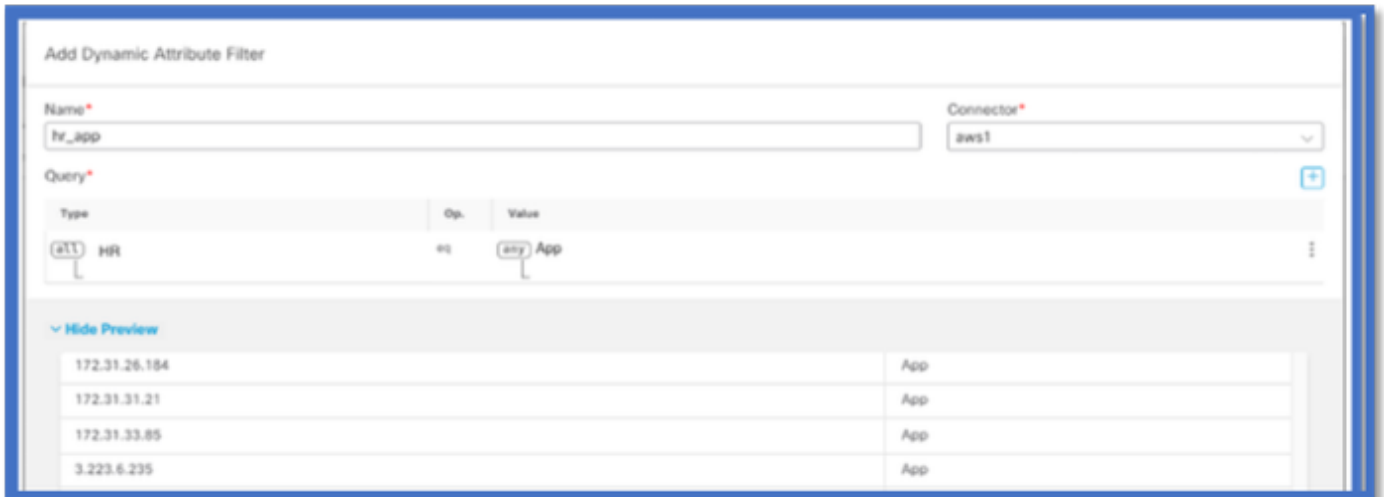 Add Dynamic Attribute Filter
Name* Connector*
hr_app aws1
Query*
Type Op. Value
all HR eq any App
Hide Preview
172.31.26.184 App
172.31.31.21 App
172.31.33.85 App
3.223.6.235 App